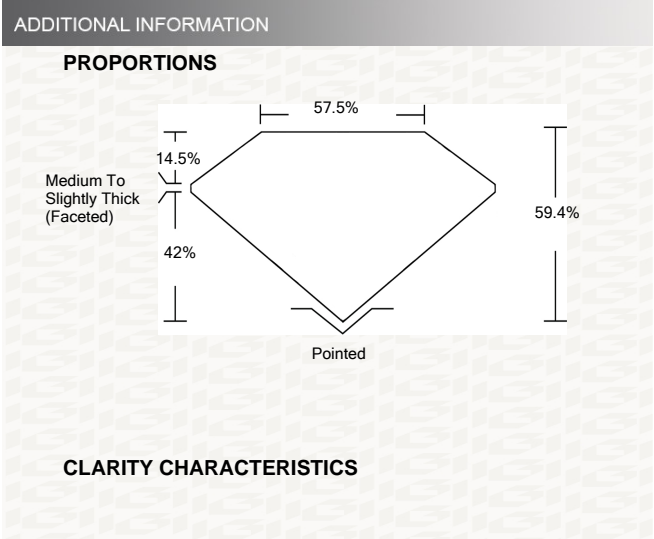 ADDITIONAL INFORMATION
PROPORTIONS
57.5%
14.5%
Medium To
Slightly Thick
(Faceted)
59.4%
42%
Pointed
CLARITY CHARACTERISTICS